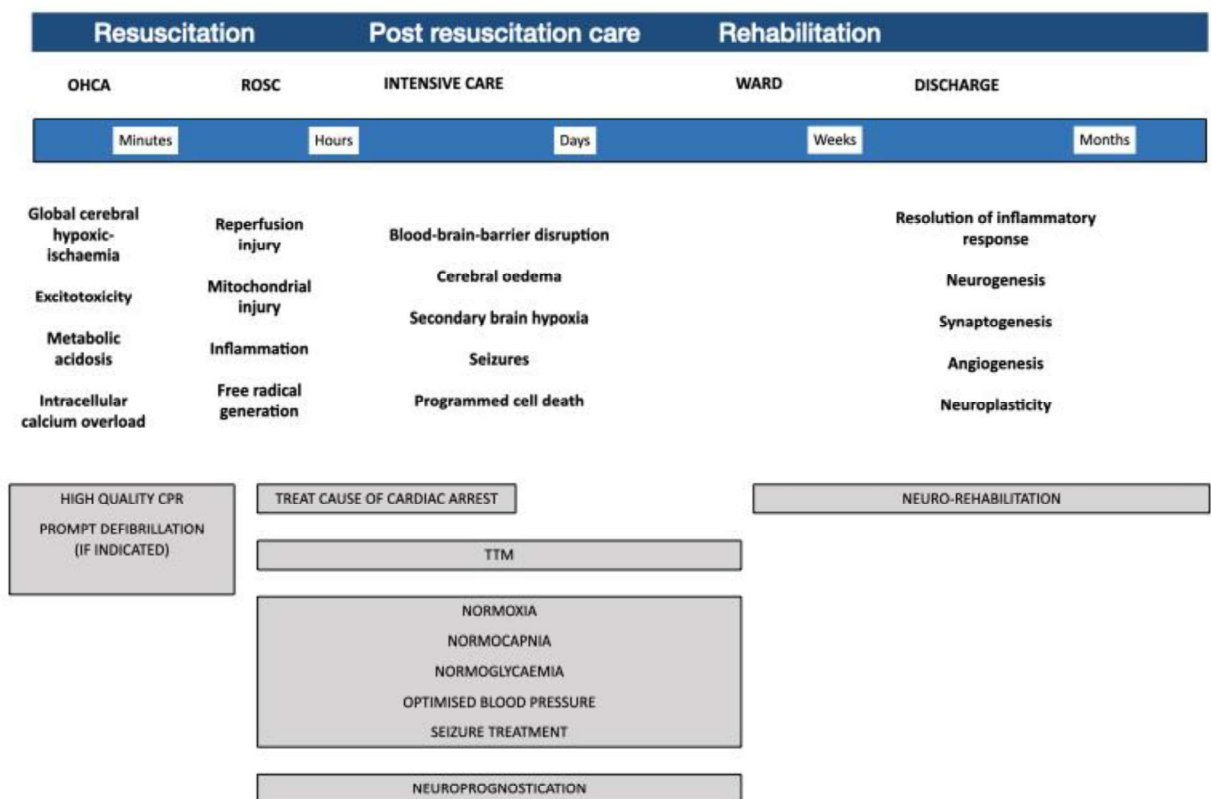 Resuscitation Post resuscitation care Rehabilitation
OHCA ROSC INTENSIVE CARE WARD DISCHARGE
Minutes Hours Days Weeks Months
Global cerebral
hypoxic-
ischaemia
Excitotoxicity
Metabolic
acidosis
Intracellular
calcium overload
Reperfusion
injury
Mitochondrial
injury
Inflammation
Free radical
generation
Blood-brain-barrier disruption
Cerebral oedema
Secondary brain hypoxia
Seizures
Programmed cell death
Resolution of inflammatory
response
Neurogenesis
Synaptogenesis
Angiogenesis
Neuroplasticity
HIGH QUALITY CPR
PROMPT DEFIBRILLATION
(IF INDICATED)
TREAT CAUSE OF CARDIAC ARREST
TTM
NORMOXIA
NORMOCAPNIA
NORMOGLYCAEMIA
OPTIMISED BLOOD PRESSURE
SEIZURE TREATMENT
NEUROPROGNOSTICATION
NEURO-REHABILITATION